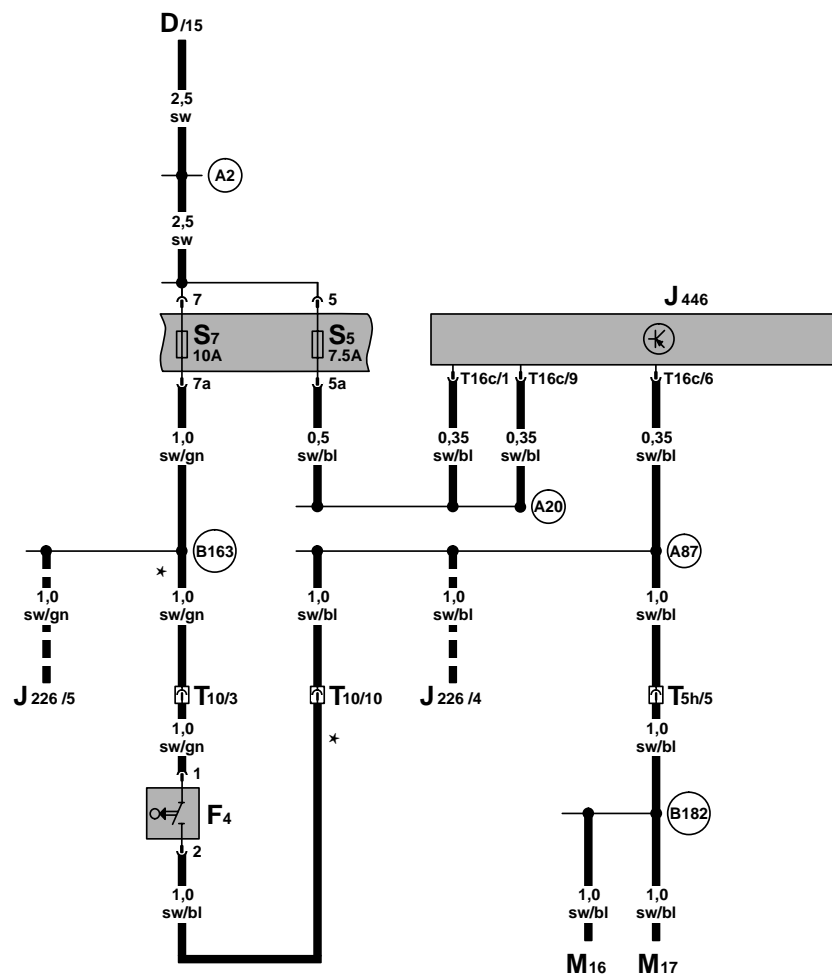 D/15
2,5
sw
A2
2,5
sw
J 446
7
5
S7
10A
S5
7.5A
7a
5a
T16c/1
T16c/9
T16c/6
1,0
sw/gn
0,5
sw/bl
0,35
sw/bl
0,35
sw/bl
0,35
sw/bl
A20
B163
A87
*
1,0
sw/gn
1,0
sw/gn
1,0
sw/bl
1,0
sw/bl
1,0
sw/bl
J 226 /5
T10/3
T10/10
J 226 /4
T5h/5
*
1,0
sw/gn
1,0
sw/bl
1
F4
2
B182
1,0
sw/bl
1,0
sw/bl
1,0
sw/bl
M16
M17